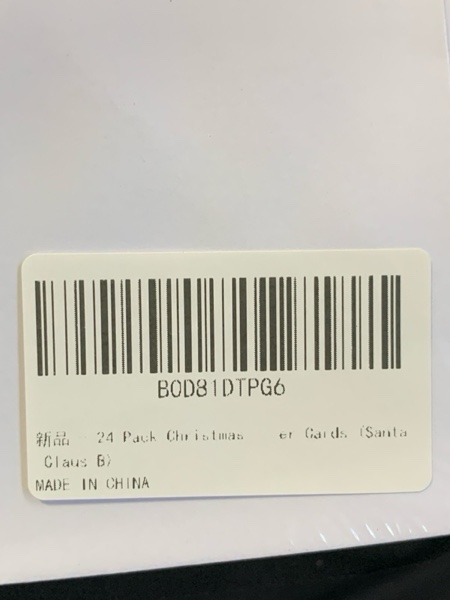 B0D81DTPG6
新品 - 24 Pack Christmas er Cards (Santa
Claus B)
MADE IN CHINA